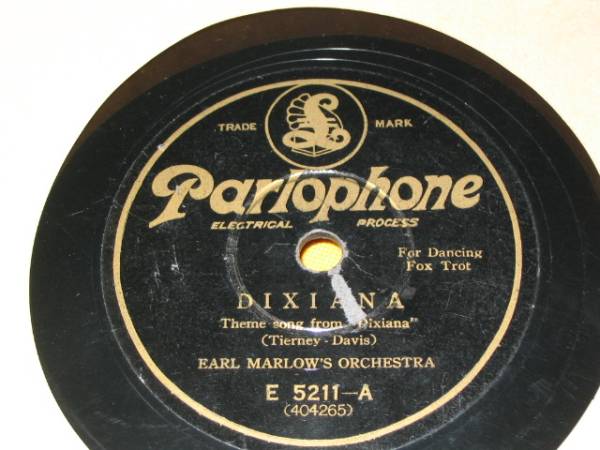 TRADE MARK
Parlophone
ELECTRICAL PROCESS
For Dancing
Fox Trot
DIXIANA
Theme song from "Dixiana"
(Tierney - Davis)
EARL MARLOW'S ORCHESTRA
E 5211-A
(404265)